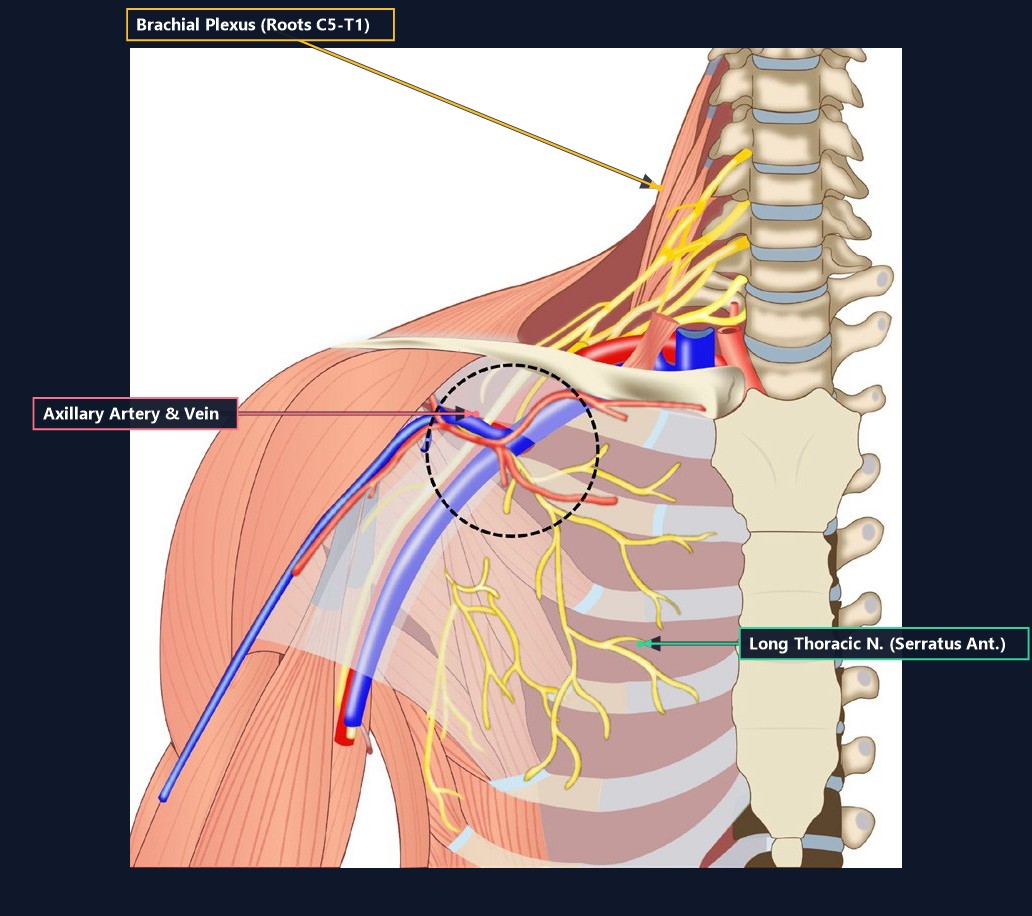 Brachial Plexus (Roots C5-T1)
Axillary Artery & Vein
Long Thoracic N. (Serratus Ant.)